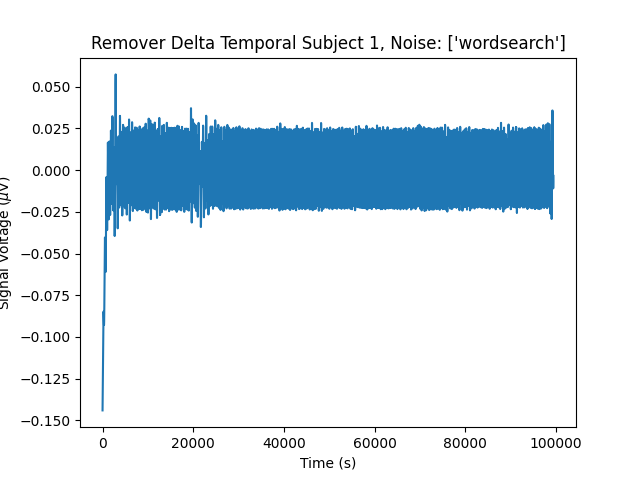 Remover Delta Temporal Subject 1, Noise: ['wordsearch']
0.050
0.025
0.000
−0.025
−0.050
−0.075
−0.100
−0.125
−0.150
Signal Voltage (μV)
0 20000 40000 60000 80000 100000
Time (s)